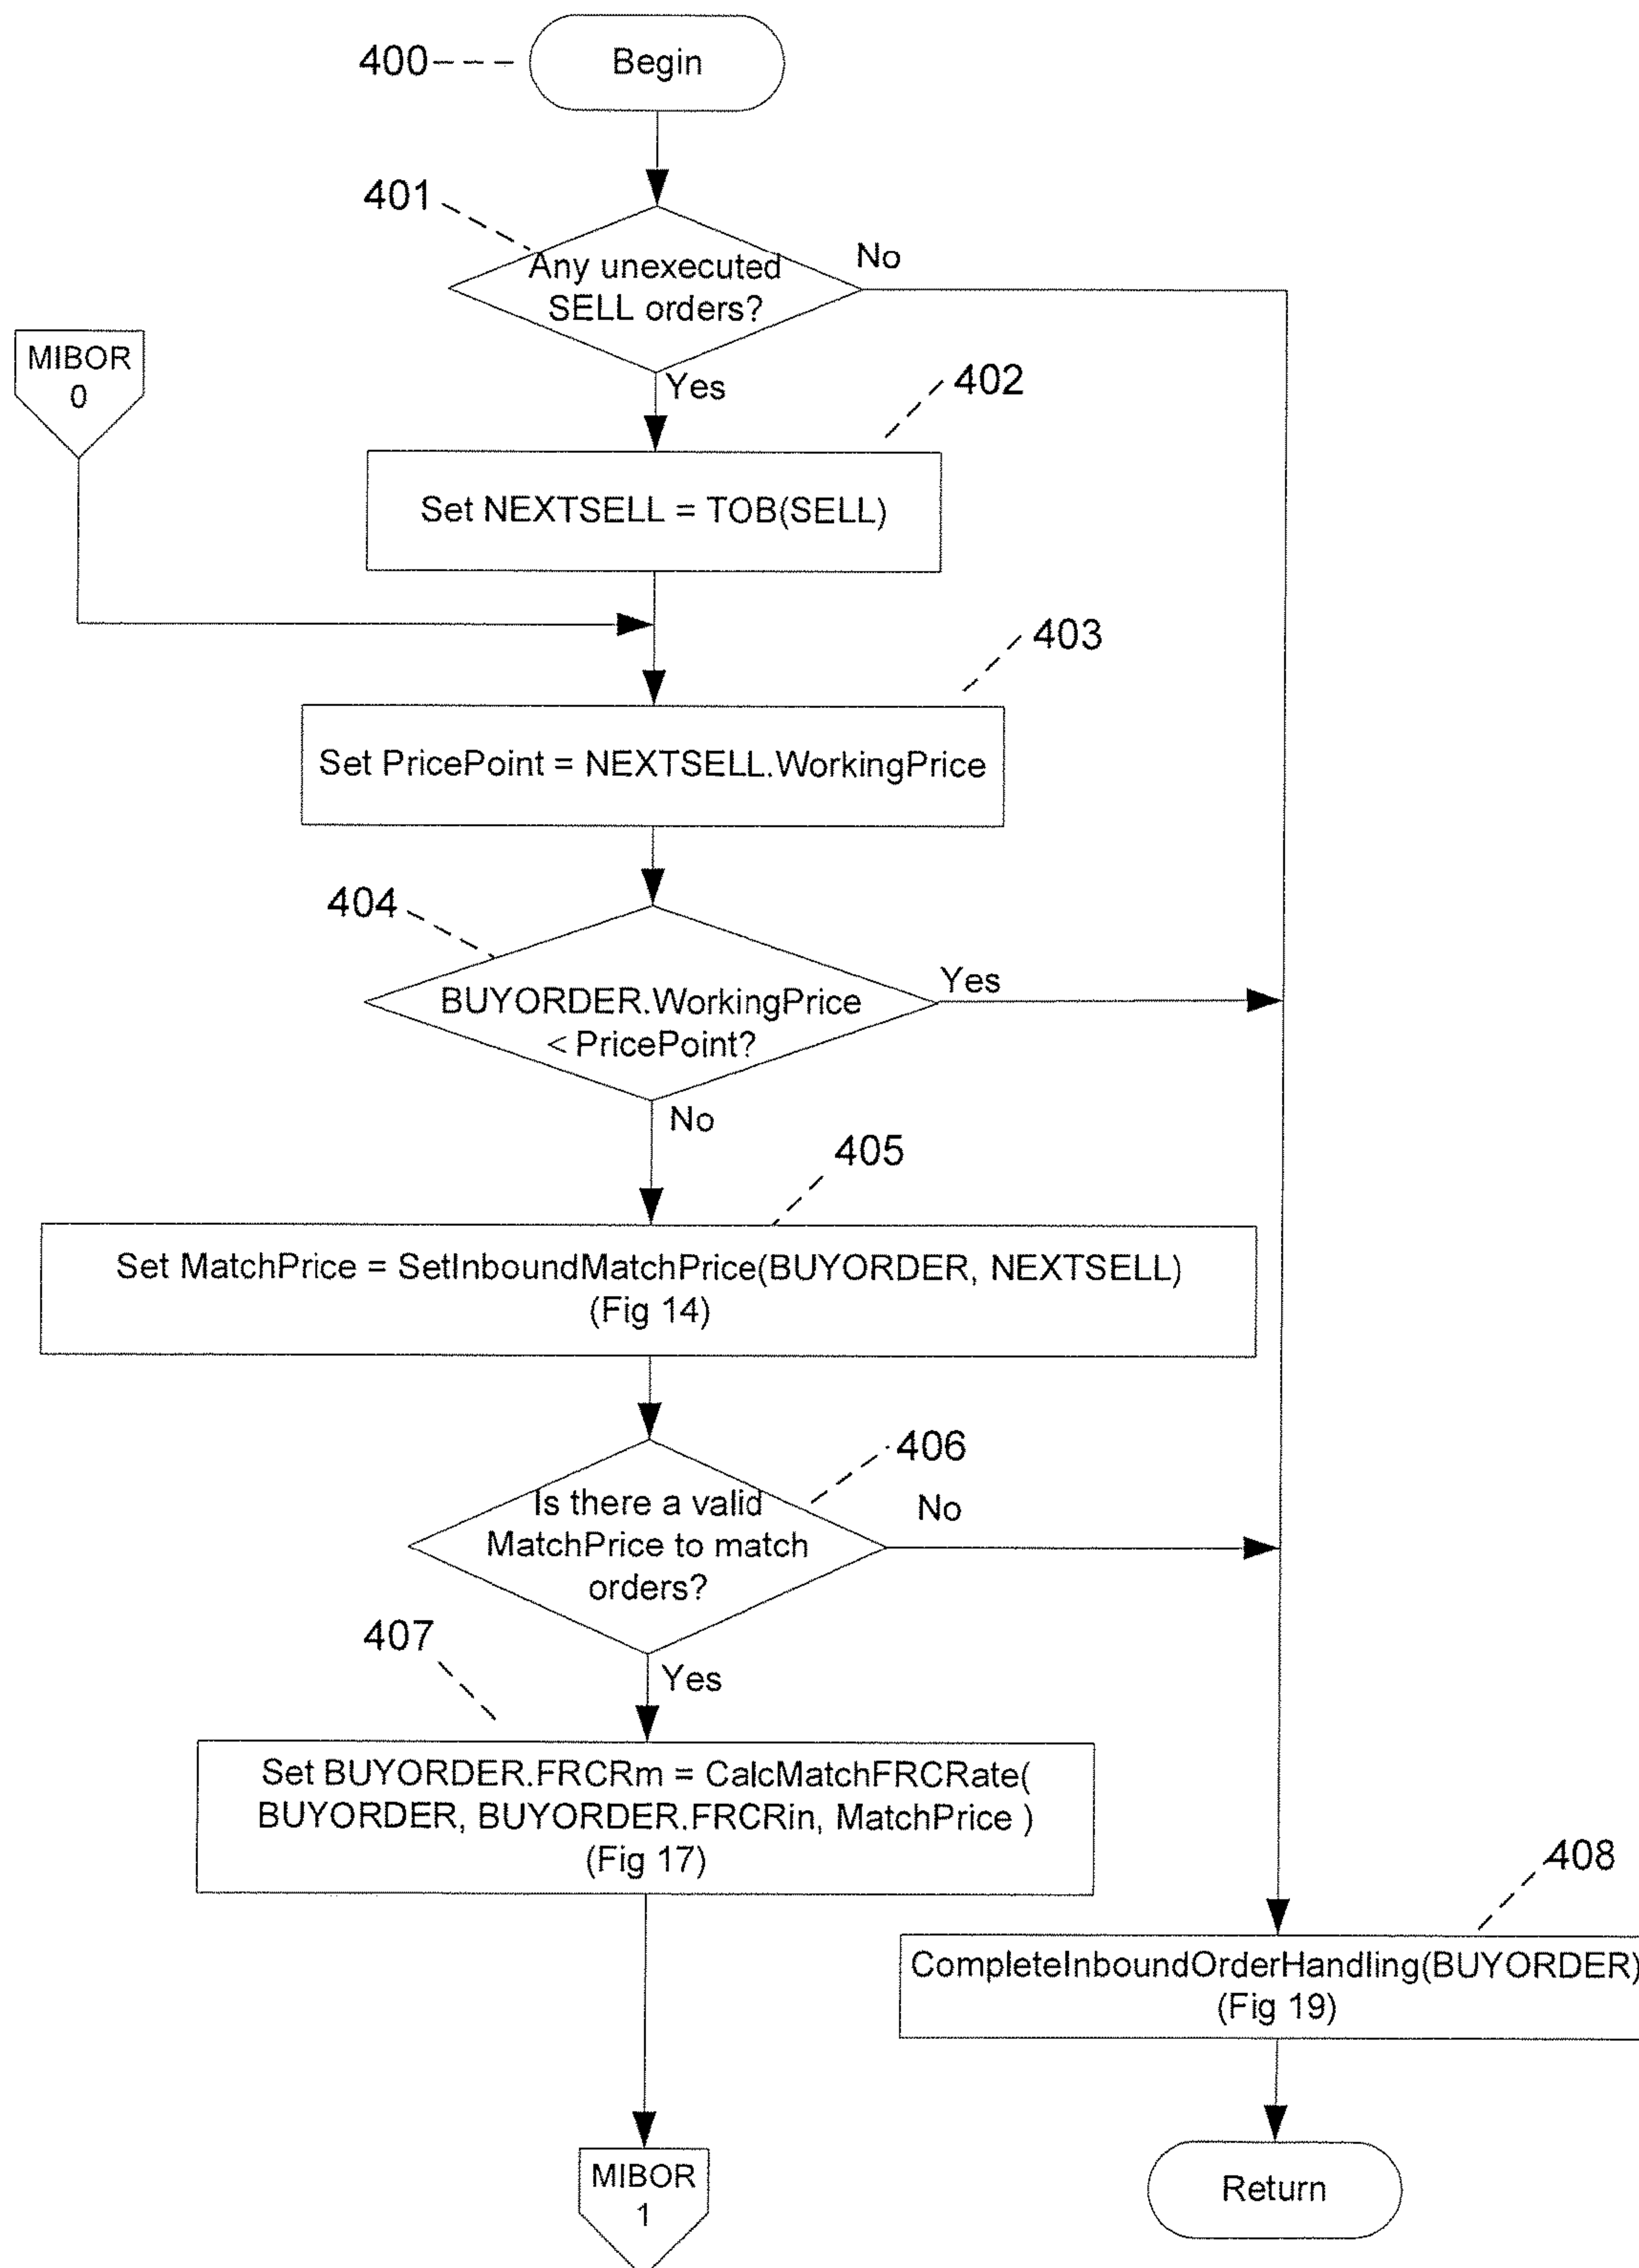 400
Begin
401
Any unexecuted
SELL orders?
No
Yes
MIBOR
0
402
Set NEXTSELL = TOB(SELL)
403
Set PricePoint = NEXTSELL.WorkingPrice
404
BUYORDER.WorkingPrice
< PricePoint?
Yes
No
405
Set MatchPrice = SetInboundMatchPrice(BUYORDER, NEXTSELL)
(Fig 14)
406
Is there a valid
MatchPrice to match
orders?
No
Yes
407
Set BUYORDER.FRCRm = CalcMatchFRCRate(
BUYORDER, BUYORDER.FRCRin, MatchPrice )
(Fig 17)
408
CompleteInboundOrderHandling(BUYORDER)
(Fig 19)
MIBOR
1
Return